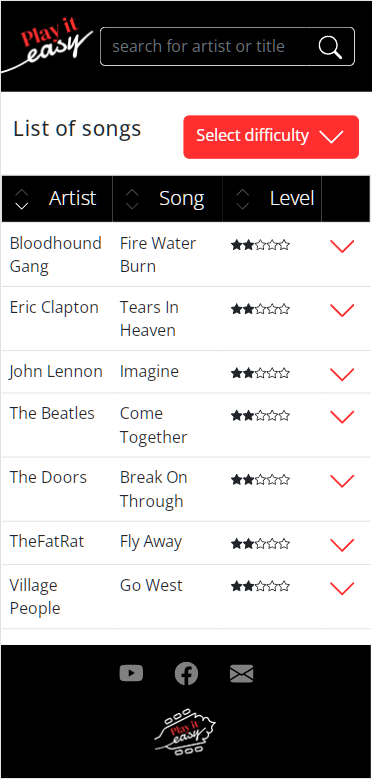 Play it
easy
search for artist or title
List of songs
Select difficulty
Artist Song Level
Bloodhound Gang Fire Water Burn
Eric Clapton Tears In Heaven
John Lennon Imagine
The Beatles Come Together
The Doors Break On Through
TheFatRat Fly Away
Village People Go West
Play it
easy